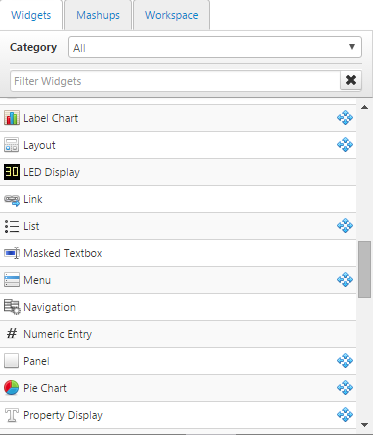 Widgets Mashups Workspace
Category All
Filter Widgets
Label Chart
Layout
30 LED Display
Link
List
Masked Textbox
Menu
Navigation
# Numeric Entry
Panel
Pie Chart
T Property Display